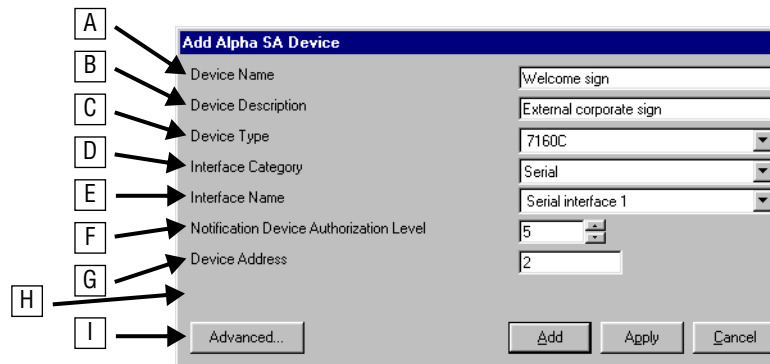 Add Alpha SA Device
A Device Name Welcome sign
B Device Description External corporate sign
C Device Type 7160C
D Interface Category Serial
E Interface Name Serial interface 1
F Notification Device Authorization Level 5
G Device Address 2
H
I Advanced... Add Apply Cancel